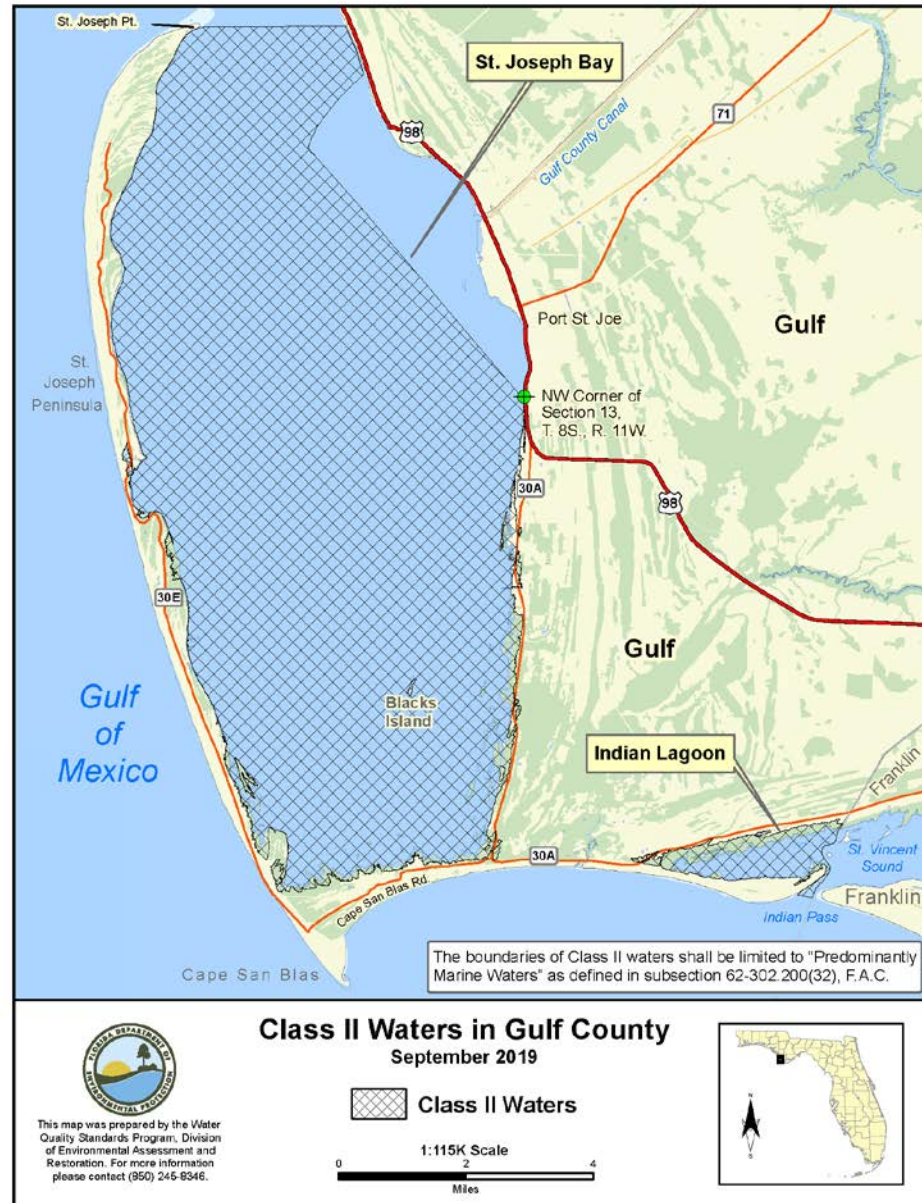 St. Joseph Pt.
St. Joseph Bay
98
71
Gulf County Canal
Port St. Joe
Gulf
St.
Joseph
Peninsula
NW Corner of
Section 13,
T. 8S., R. 11W.
30A
98
30E
Gulf
Gulf
of
Mexico
Blacks
Island
Indian Lagoon
Franklin
30A
St. Vincent
Sound
Cape San Blas Rd
Franklin
Indian Pass
Cape San Blas
The boundaries of Class II waters shall be limited to "Predominantly
Marine Waters" as defined in subsection 62-302.200(32), F.A.C.
Class II Waters in Gulf County
September 2019
FLORIDA DEPARTMENT OF
ENVIRONMENTAL PROTECTION
Class II Waters
This map was prepared by the Water
Quality Standards Program, Division
of Environmental Assessment and
Restoration. For more information
please contact (850) 245-8346.
1:115K Scale
0 2 4
Miles
N
S